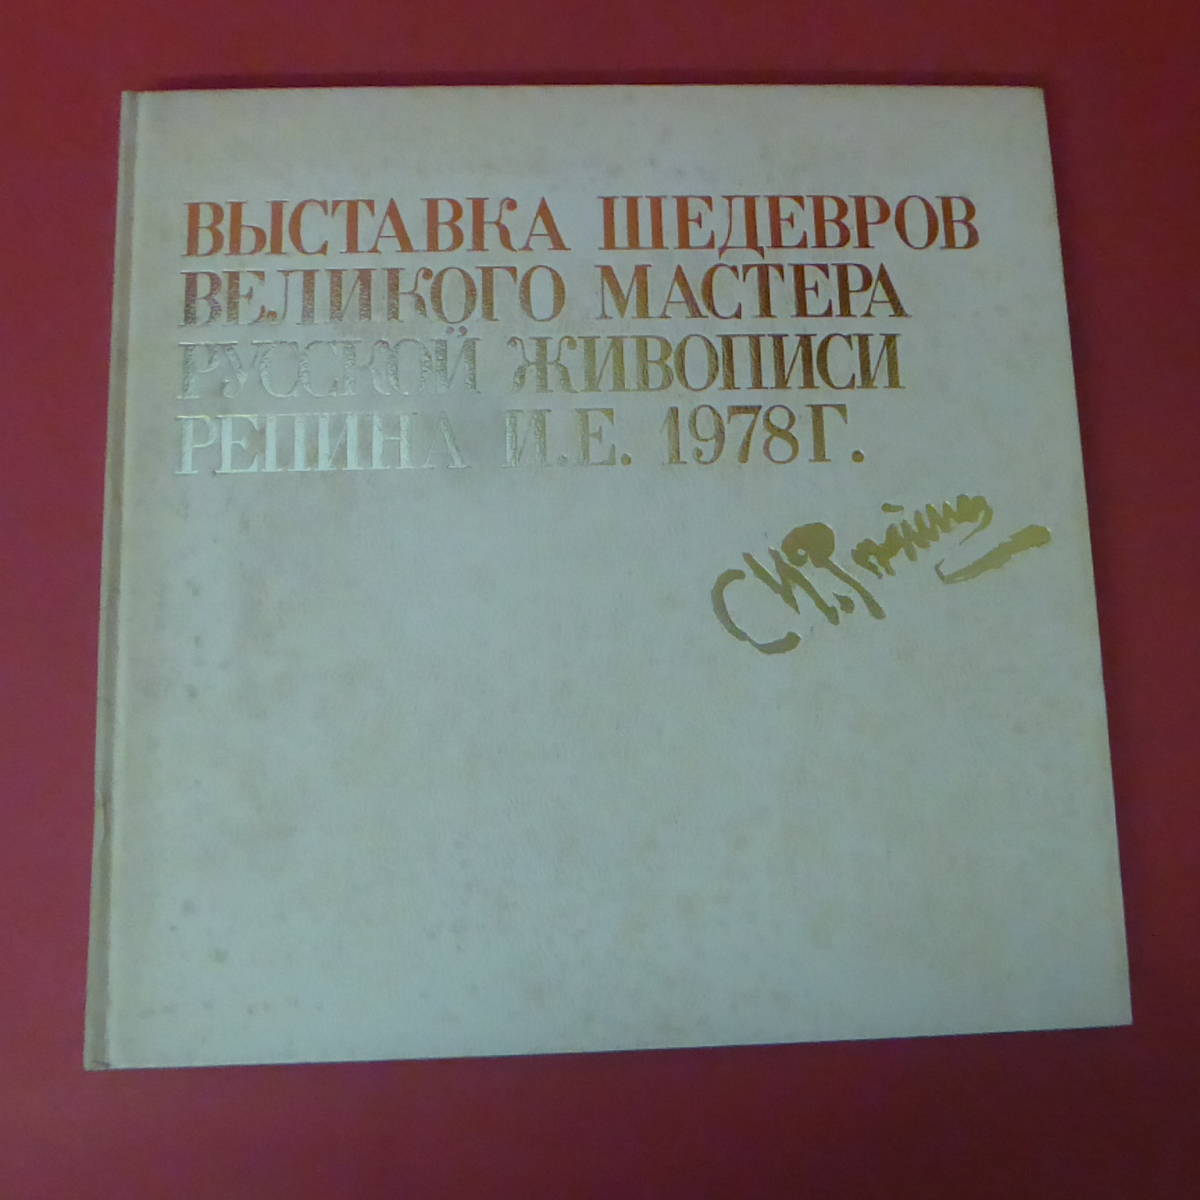 ВЫСТАВКА ШЕДЕВРОВ
ВЕЛИКОГО МАСТЕРА
РУССКОЙ ЖИВОПИСИ
РЕПИНА И.Е. 1978Г.